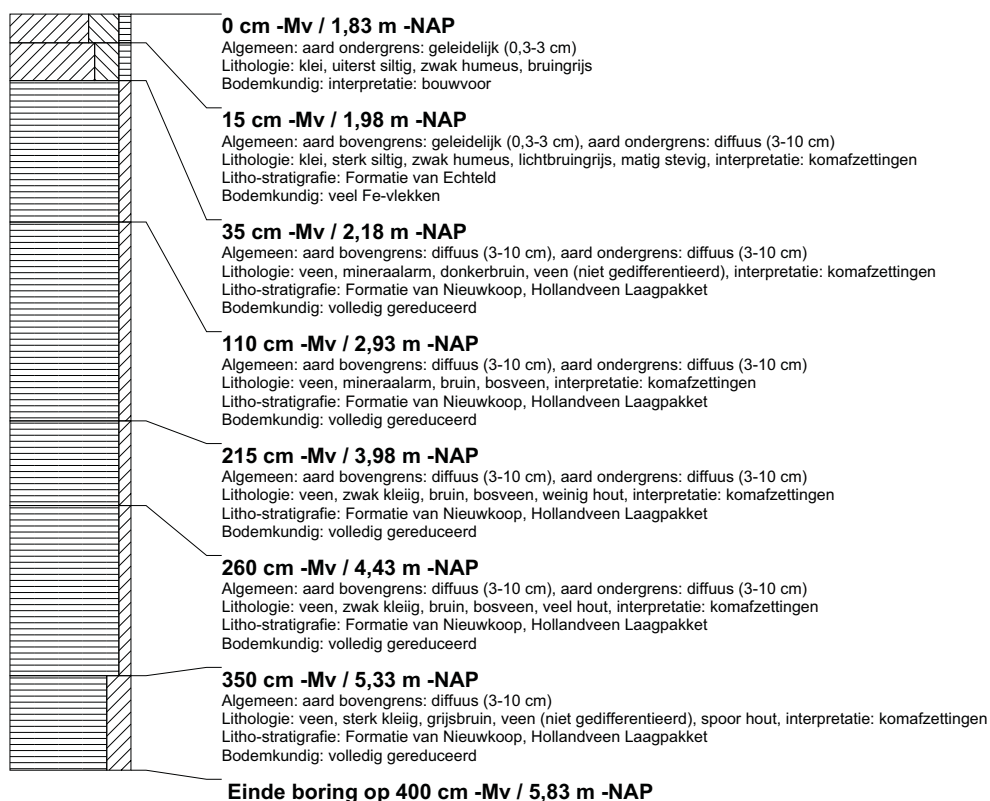 0 cm -Mv / 1,83 m -NAP
Algemeen: aard ondergrens: geleidelijk (0,3-3 cm)
Lithologie: klei, uiterst siltig, zwak humeus, bruingrijs
Bodemkundig: interpretatie: bouwvoor
15 cm -Mv / 1,98 m -NAP
Algemeen: aard bovengrens: geleidelijk (0,3-3 cm), aard ondergrens: diffuus (3-10 cm)
Lithologie: klei, sterk siltig, zwak humeus, lichtbruingrijs, matig stevig, interpretatie: komafzettingen
Litho-stratigrafie: Formatie van Echteld
Bodemkundig: veel Fe-vlekken
35 cm -Mv / 2,18 m -NAP
Algemeen: aard bovengrens: diffuus (3-10 cm), aard ondergrens: diffuus (3-10 cm)
Lithologie: veen, mineraalarm, donkerbruin, veen (niet gedifferentieerd), interpretatie: komafzettingen
Litho-stratigrafie: Formatie van Nieuwkoop, Hollandveen Laagpakket
Bodemkundig: volledig gereduceerd
110 cm -Mv / 2,93 m -NAP
Algemeen: aard bovengrens: diffuus (3-10 cm), aard ondergrens: diffuus (3-10 cm)
Lithologie: veen, mineraalarm, bruin, bosveen, interpretatie: komafzettingen
Litho-stratigrafie: Formatie van Nieuwkoop, Hollandveen Laagpakket
Bodemkundig: volledig gereduceerd
215 cm -Mv / 3,98 m -NAP
Algemeen: aard bovengrens: diffuus (3-10 cm), aard ondergrens: diffuus (3-10 cm)
Lithologie: veen, zwak kleiig, bruin, bosveen, weinig hout, interpretatie: komafzettingen
Litho-stratigrafie: Formatie van Nieuwkoop, Hollandveen Laagpakket
Bodemkundig: volledig gereduceerd
260 cm -Mv / 4,43 m -NAP
Algemeen: aard bovengrens: diffuus (3-10 cm), aard ondergrens: diffuus (3-10 cm)
Lithologie: veen, zwak kleiig, bruin, bosveen, veel hout, interpretatie: komafzettingen
Litho-stratigrafie: Formatie van Nieuwkoop, Hollandveen Laagpakket
Bodemkundig: volledig gereduceerd
350 cm -Mv / 5,33 m -NAP
Algemeen: aard bovengrens: diffuus (3-10 cm)
Lithologie: veen, sterk kleiig, grijsbruin, veen (niet gedifferentieerd), spoor hout, interpretatie: komafzettingen
Litho-stratigrafie: Formatie van Nieuwkoop, Hollandveen Laagpakket
Bodemkundig: volledig gereduceerd
Einde boring op 400 cm -Mv / 5,83 m -NAP